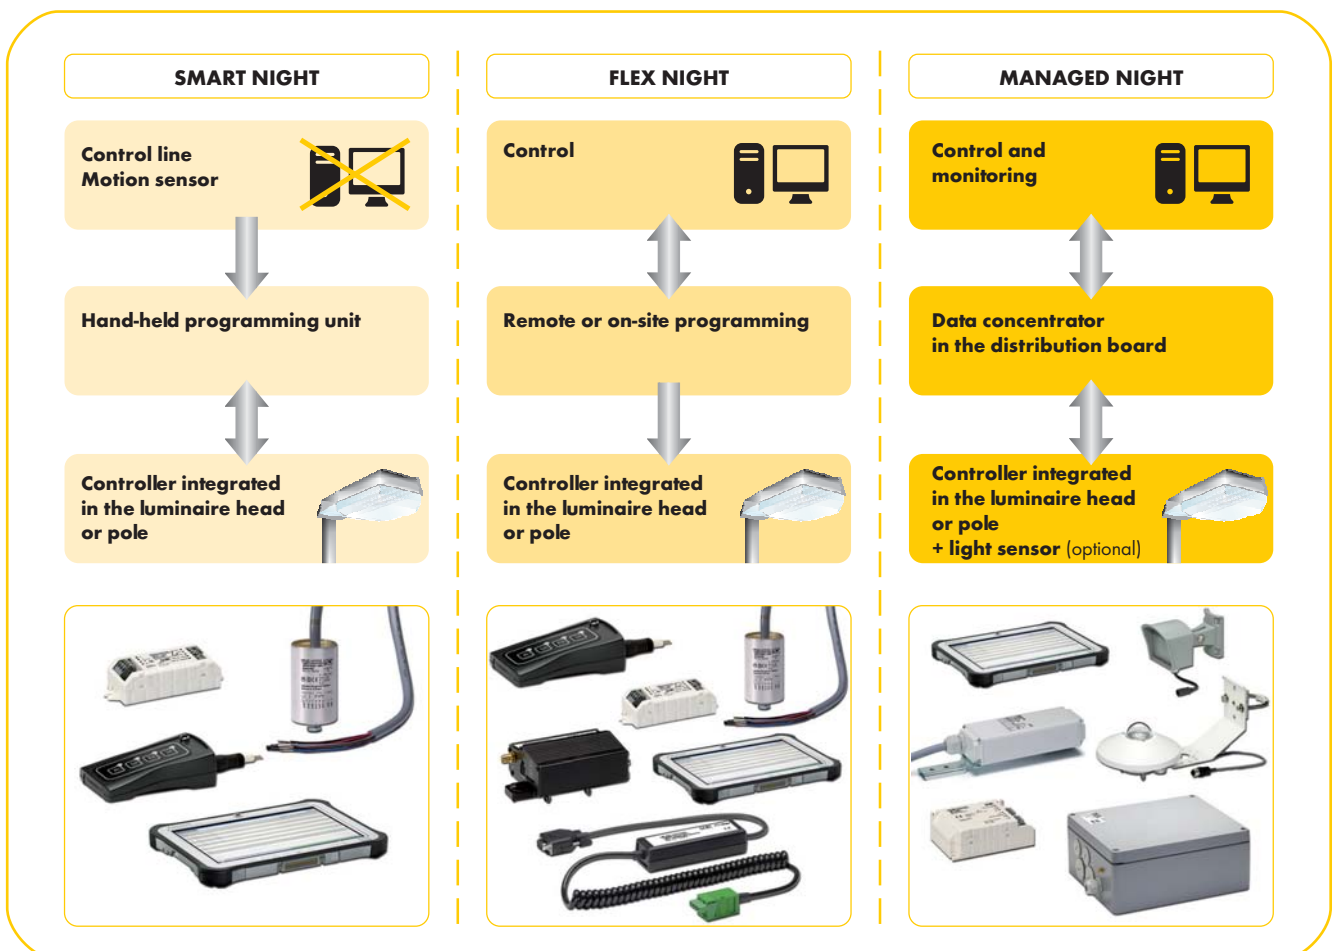 SMART NIGHT
Control line
Motion sensor
Hand-held programming unit
Controller integrated
in the luminaire head
or pole
FLEX NIGHT
Control
Remote or on-site programming
Controller integrated
in the luminaire head
or pole
MANAGED NIGHT
Control and
monitoring
Data concentrator
in the distribution board
Controller integrated
in the luminaire head
or pole
+ light sensor (optional)